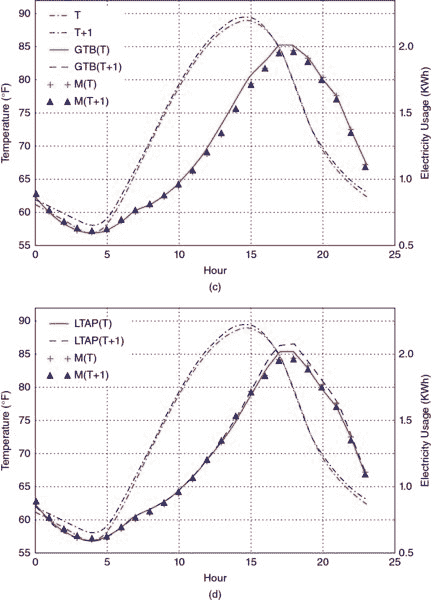 T
T+1
GTB(T)
GTB(T+1)
M(T)
M(T+1)
90
85
80
75
70
65
60
55
2.0
1.5
1.0
0.5
0
5
10
15
20
25
Temperature (°F)
Electricity Usage (KWh)
Hour
(c)
LTAP(T)
LTAP(T+1)
M(T)
M(T+1)
90
85
80
75
70
65
60
55
2.0
1.5
1.0
0.5
0
5
10
15
20
25
Temperature (°F)
Electricity Usage (KWh)
Hour
(d)